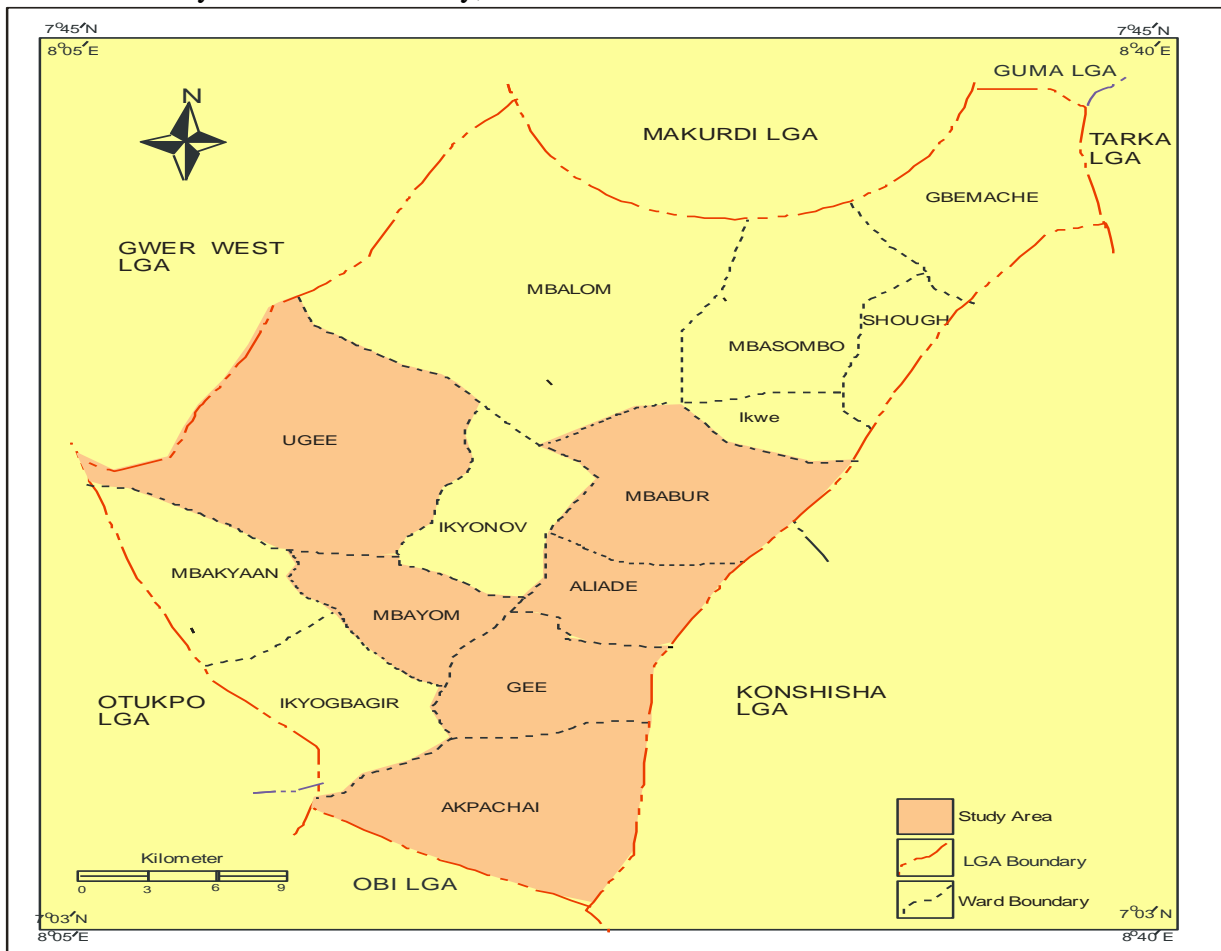 7°45′N
8°05′E
7°45′N
8°40′E
N
GUMA LGA
MAKURDI LGA
TARKA
LGA
GBEMACHE
GWER WEST
LGA
MBALOM
SHOUGH
MBASOMBO
Ikwe
UGEE
MBABUR
IKYONOV
MBAKYAAN
ALIADE
MBAYOM
GEE
KONSHISHA
LGA
OTUKPO
LGA
IKYOGBAGIR
AKPACHAI
Study Area
LGA Boundary
Ward Boundary
Kilometer
0 3 6 9
OBI LGA
7°03′N
8°05′E
7°03′N
8°40′E